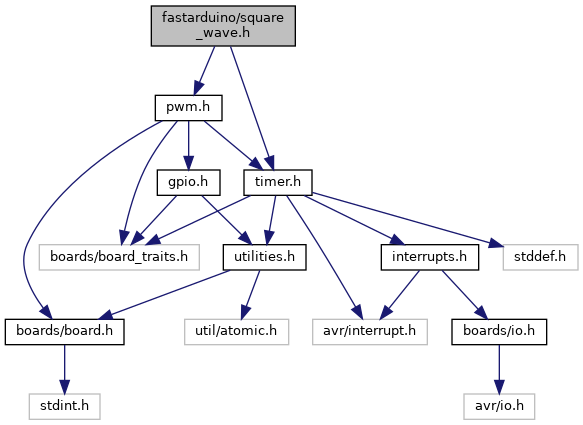 fastarduino/square
_wave.h
pwm.h
gpio.h
timer.h
boards/board_traits.h
utilities.h
interrupts.h
stddef.h
boards/board.h
util/atomic.h
avr/interrupt.h
boards/io.h
stdint.h
avr/io.h